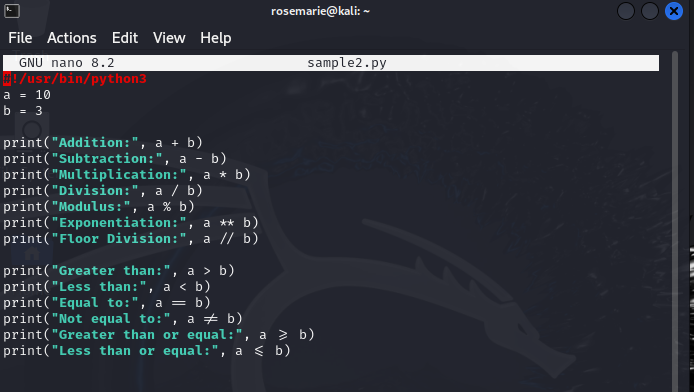 rosemarie@kali: ~
File Actions Edit View Help
GNU nano 8.2 sample2.py
#!/usr/bin/python3
a = 10
b = 3
print("Addition:", a + b)
print("Subtraction:", a - b)
print("Multiplication:", a * b)
print("Division:", a / b)
print("Modulus:", a % b)
print("Exponentiation:", a ** b)
print("Floor Division:", a // b)
print("Greater than:", a > b)
print("Less than:", a < b)
print("Equal to:", a == b)
print("Not equal to:", a ≠ b)
print("Greater than or equal:", a ⩾ b)
print("Less than or equal:", a ⩽ b)